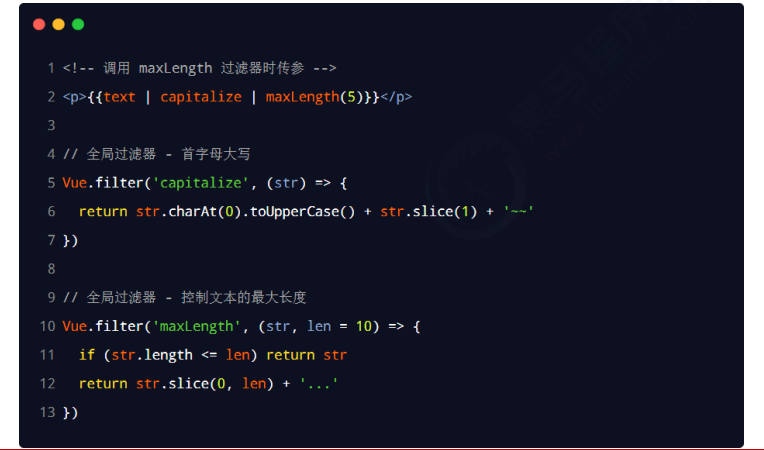 1 <!-- 调用 maxLength 过滤器时传参 -->
2 <p>{{text | capitalize | maxLength(5)}}</p>
3
4 // 全局过滤器 - 首字母大写
5 Vue.filter('capitalize', (str) => {
6   return str.charAt(0).toUpperCase() + str.slice(1) + '~~'
7 })
8
9 // 全局过滤器 - 控制文本的最大长度
10 Vue.filter('maxLength', (str, len = 10) => {
11   if (str.length <= len) return str
12   return str.slice(0, len) + '...'
13 })